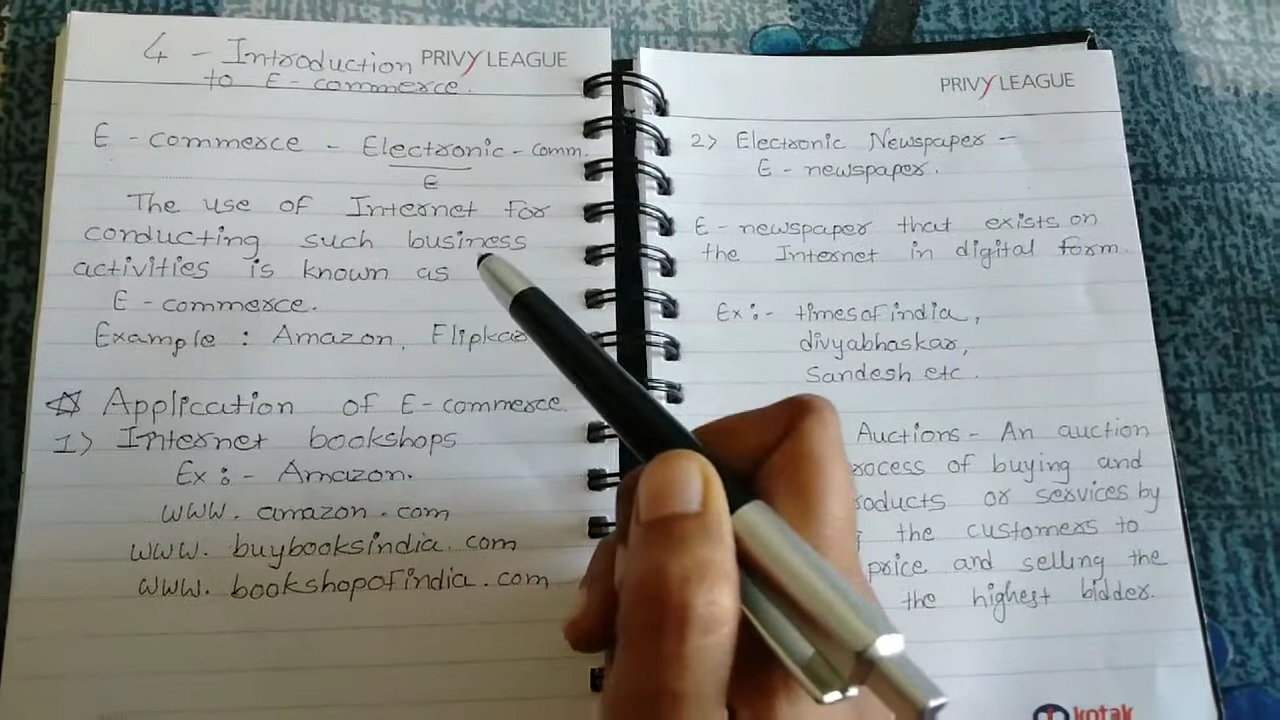 4 - Introduction
to E-commerce.
PRIVY LEAGUE
E-commerce - Electronic-comm.
E
The use of Internet for
conducting such business
activities is known as
E-commerce.
Example : Amazon, Flipka
☆ Application of E-commerce.
1) Internet bookshops
Ex :- Amazon.
www.amazon.com
www.buybooksindia.com
www.bookshopofindia.com
PRIVY LEAGUE
2) Electronic Newspaper -
E-newspaper.
E-newspaper that exists on
the Internet in digital form.
Ex :- timesofindia,
divyabhaskar,
Sandesh etc.
Auctions - An auction
rocess of buying and
roducts or services by
the customers to
price and selling the
the highest bidder.
kotak